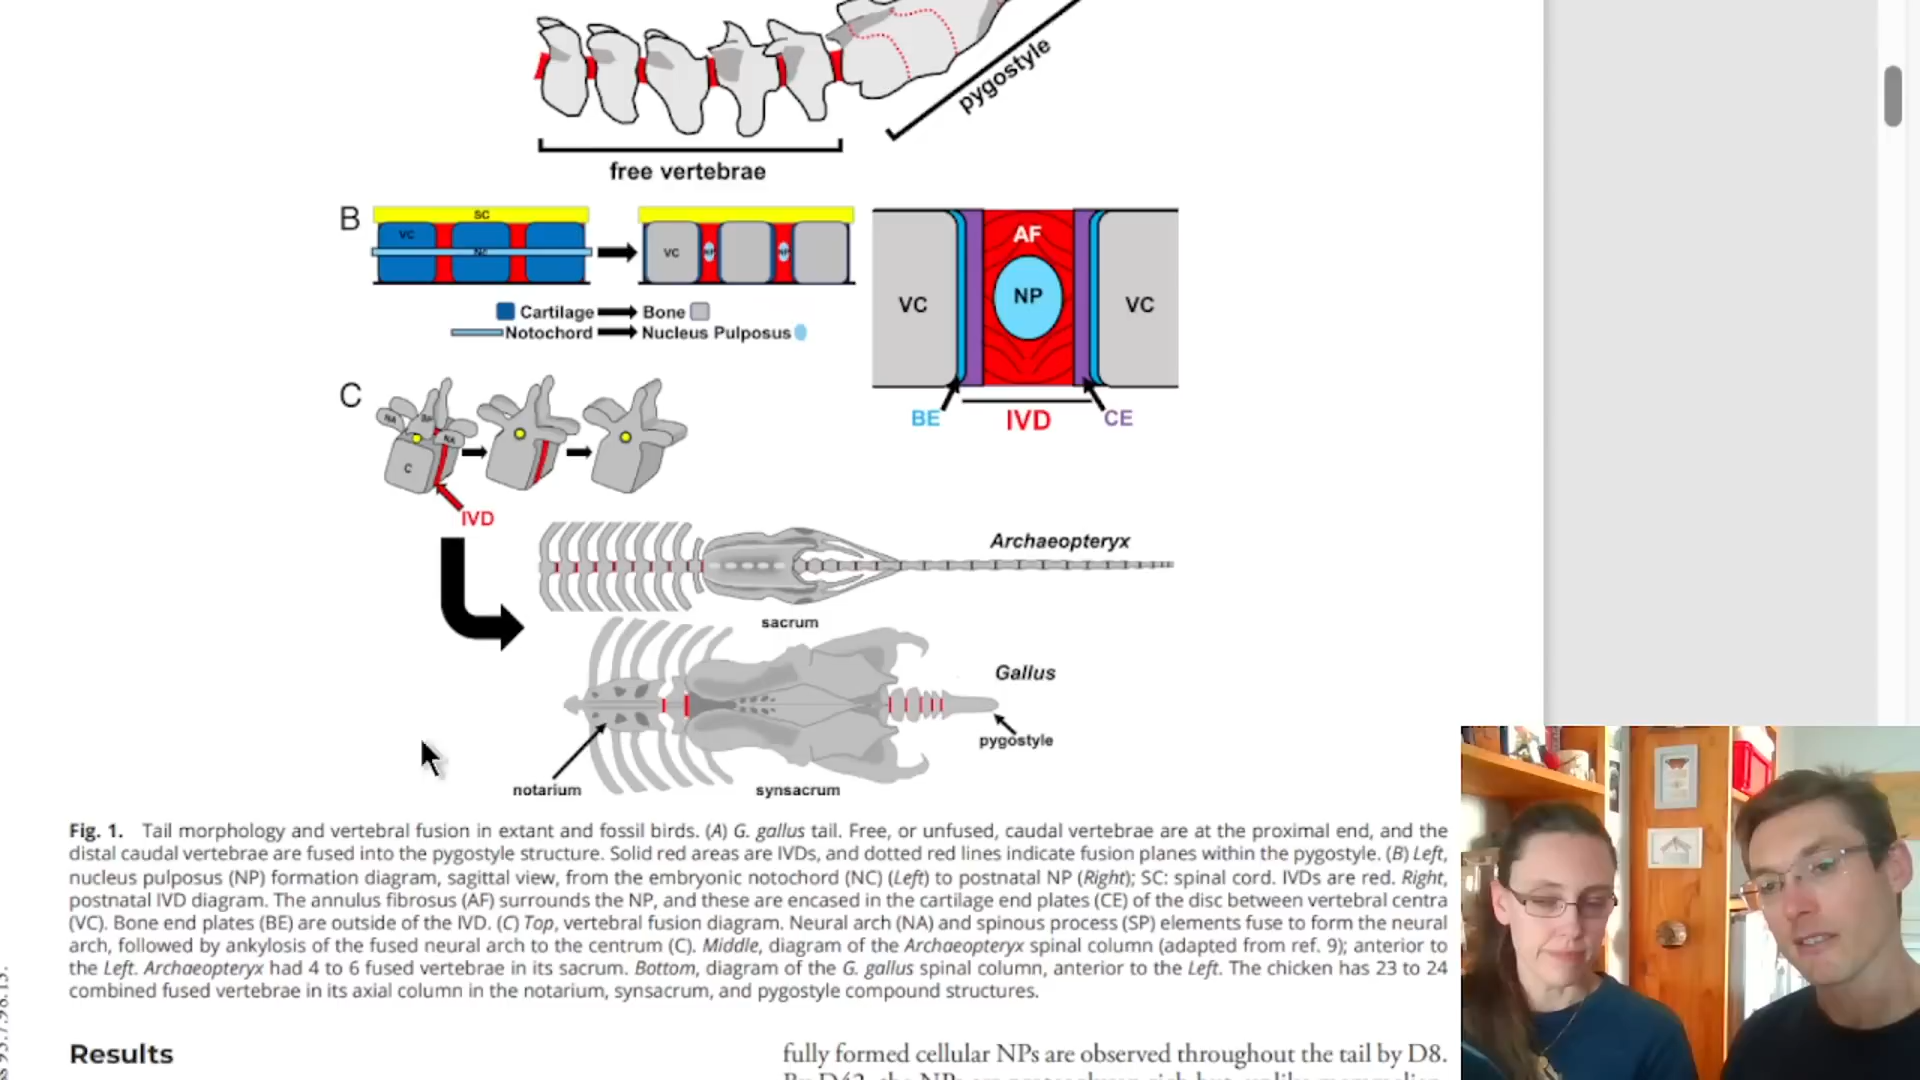 pygostyle
free vertebrae
B
SC
VC
NC
VC
NP
NP
Cartilage
Bone
Notochord
Nucleus Pulposus
AF
NP
VC
VC
BE
IVD
CE
C
NA
SP
NA
C
IVD
Archaeopteryx
sacrum
Gallus
pygostyle
notarium
synsacrum
Fig. 1. Tail morphology and vertebral fusion in extant and fossil birds. (A) G. gallus tail. Free, or unfused, caudal vertebrae are at the proximal end, and the
distal caudal vertebrae are fused into the pygostyle structure. Solid red areas are IVDs, and dotted red lines indicate fusion planes within the pygostyle. (B) Left,
nucleus pulposus (NP) formation diagram, sagittal view, from the embryonic notochord (NC) (Left) to postnatal NP (Right); SC: spinal cord. IVDs are red. Right,
postnatal IVD diagram. The annulus fibrosus (AF) surrounds the NP, and these are encased in the cartilage end plates (CE) of the disc between vertebral centra
(VC). Bone end plates (BE) are outside of the IVD. (C) Top, vertebral fusion diagram. Neural arch (NA) and spinous process (SP) elements fuse to form the neural
arch, followed by ankylosis of the fused neural arch to the centrum (C). Middle, diagram of the Archaeopteryx spinal column (adapted from ref. 9); anterior to
the Left. Archaeopteryx had 4 to 6 fused vertebrae in its sacrum. Bottom, diagram of the G. gallus spinal column, anterior to the Left. The chicken has 23 to 24
combined fused vertebrae in its axial column in the notarium, synsacrum, and pygostyle compound structures.
Results
fully formed cellular NPs are observed throughout the tail by D8.